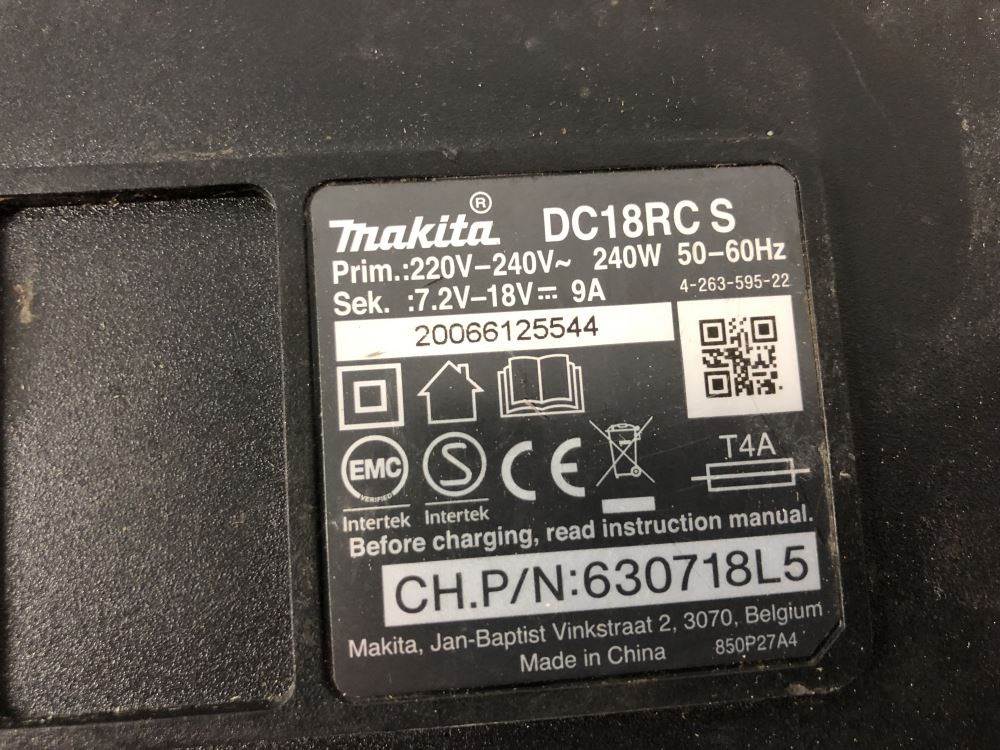 makita® DC18RC S
Prim.:220V–240V~ 240W 50–60Hz
Sek. :7.2V–18V⎓ 9A 4-263-595-22
20066125544
EMC
VERIFIED
S
CE
T4A
Intertek Intertek
Before charging, read instruction manual.
CH.P/N:630718L5
Makita, Jan-Baptist Vinkstraat 2, 3070, Belgium
Made in China 850P27A4